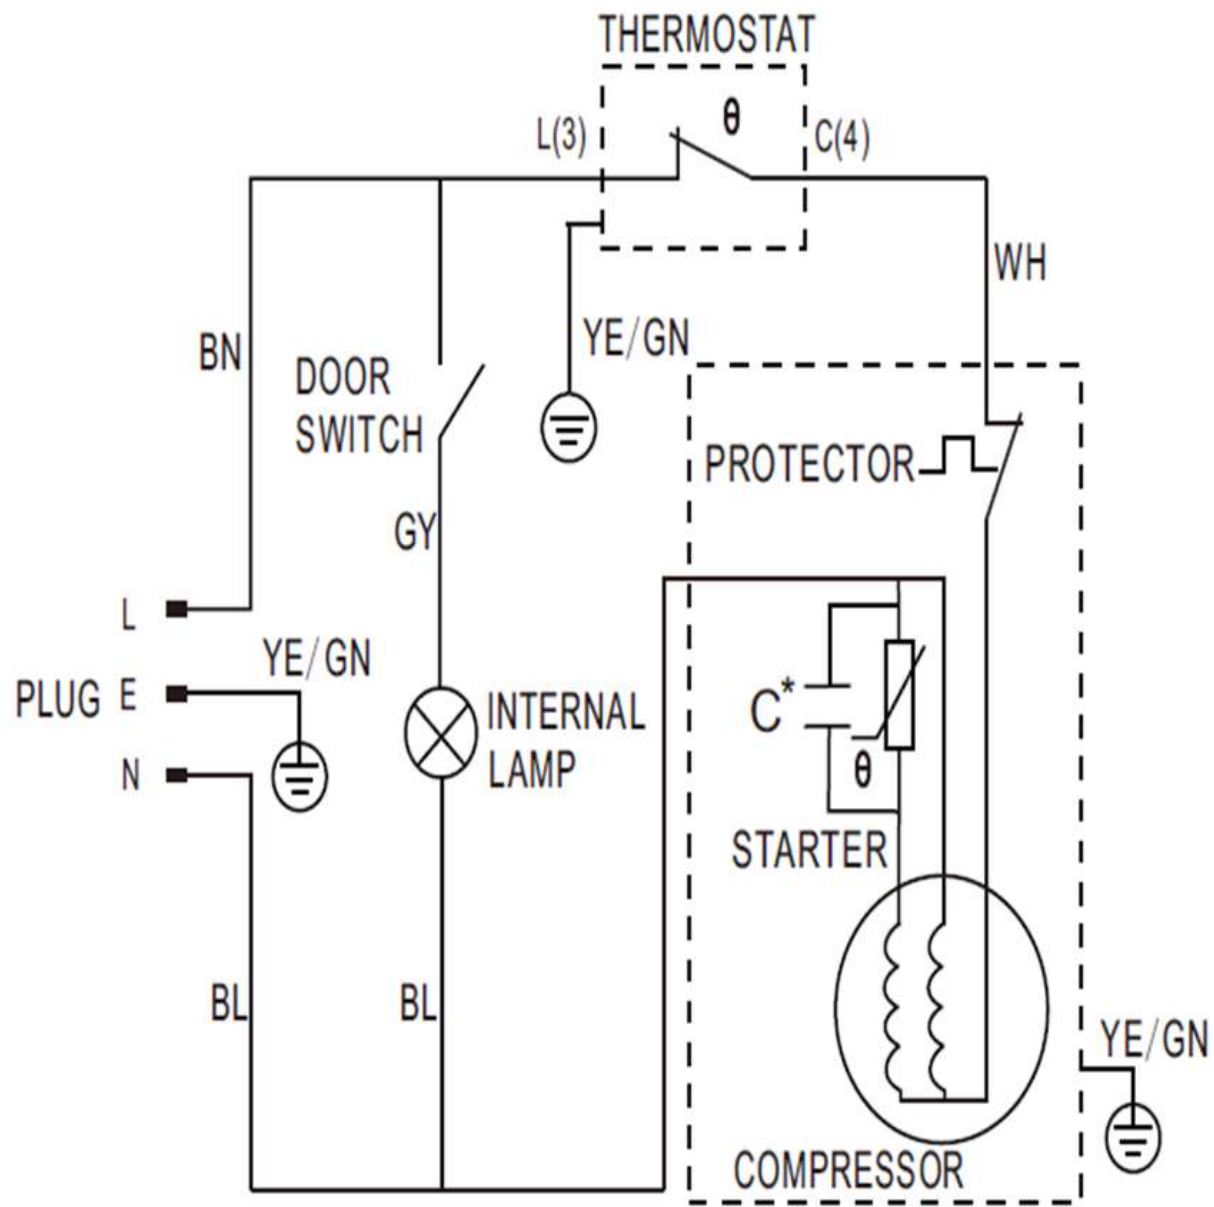 THERMOSTAT
θ
L(3)
C(4)
WH
BN
YE/GN
DOOR
SWITCH
PROTECTOR
GY
L
YE/GN
PLUG E
INTERNAL
LAMP
C*
N
θ
STARTER
BL
BL
YE/GN
COMPRESSOR